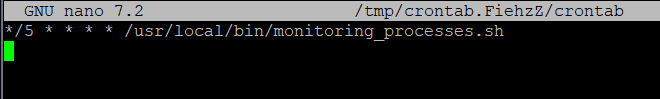 GNU nano 7.2 /tmp/crontab.FiehzZ/crontab
*/5 * * * * /usr/local/bin/monitoring_processes.sh